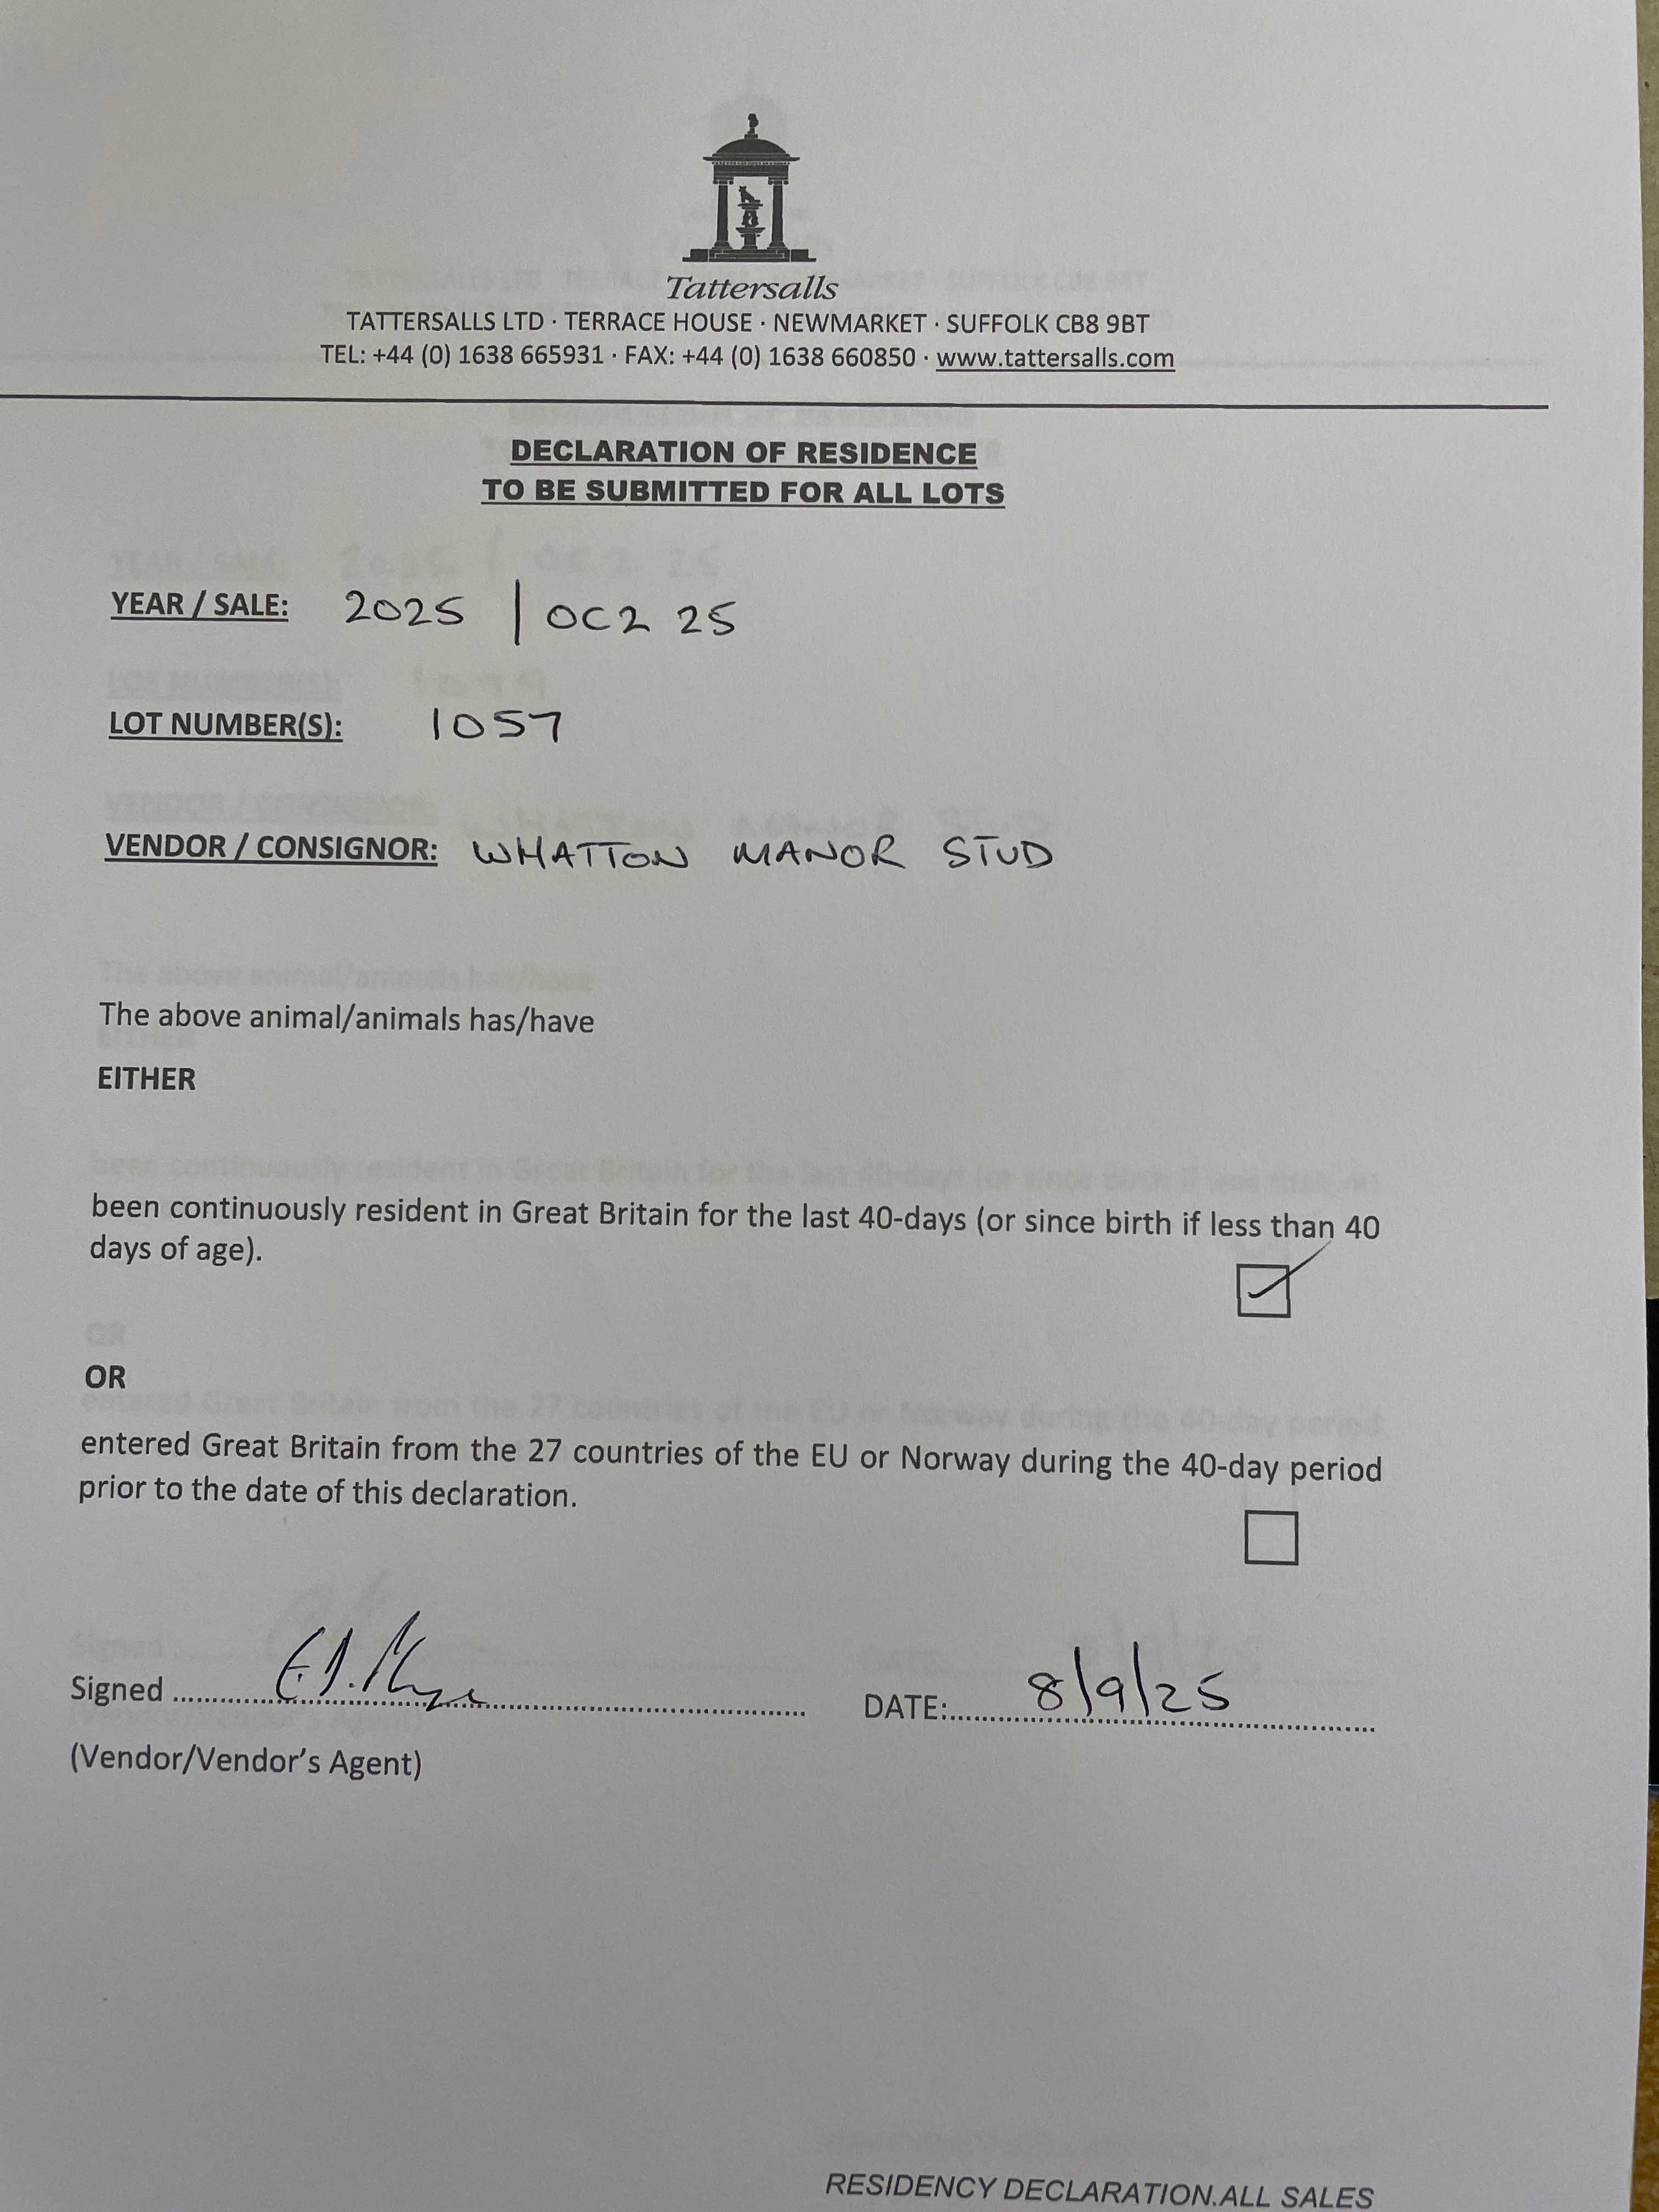 Tattersalls
TATTERSALLS LTD · TERRACE HOUSE · NEWMARKET · SUFFOLK CB8 9BT
TEL: +44 (0) 1638 665931 · FAX: +44 (0) 1638 660850 · www.tattersalls.com
DECLARATION OF RESIDENCE
TO BE SUBMITTED FOR ALL LOTS
YEAR / SALE: 2025 | OC2 25
LOT NUMBER(S): 1057
VENDOR / CONSIGNOR: WHATTON MANOR STUD
The above animal/animals has/have
EITHER
been continuously resident in Great Britain for the last 40-days (or since birth if less than 40
days of age).
OR
entered Great Britain from the 27 countries of the EU or Norway during the 40-day period
prior to the date of this declaration.
Signed DATE: 8/9/25
(Vendor/Vendor's Agent)
RESIDENCY DECLARATION.ALL SALES